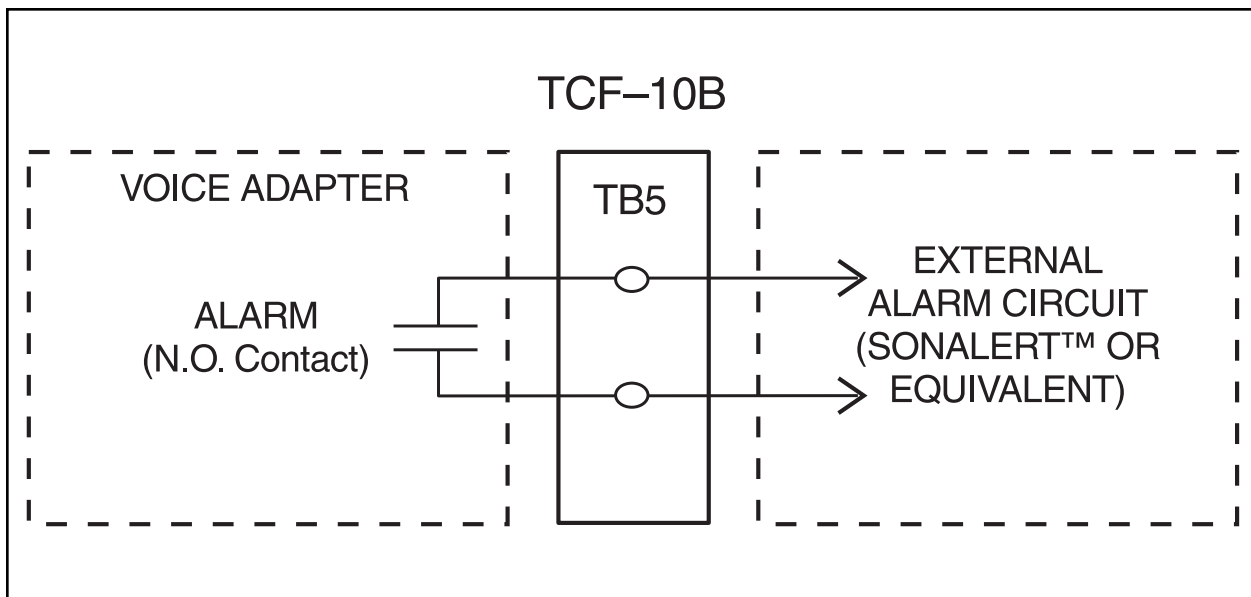 TCF–10B
VOICE ADAPTER
TB5
ALARM
(N.O. Contact)
EXTERNAL
ALARM CIRCUIT
(SONALERT™ OR
EQUIVALENT)